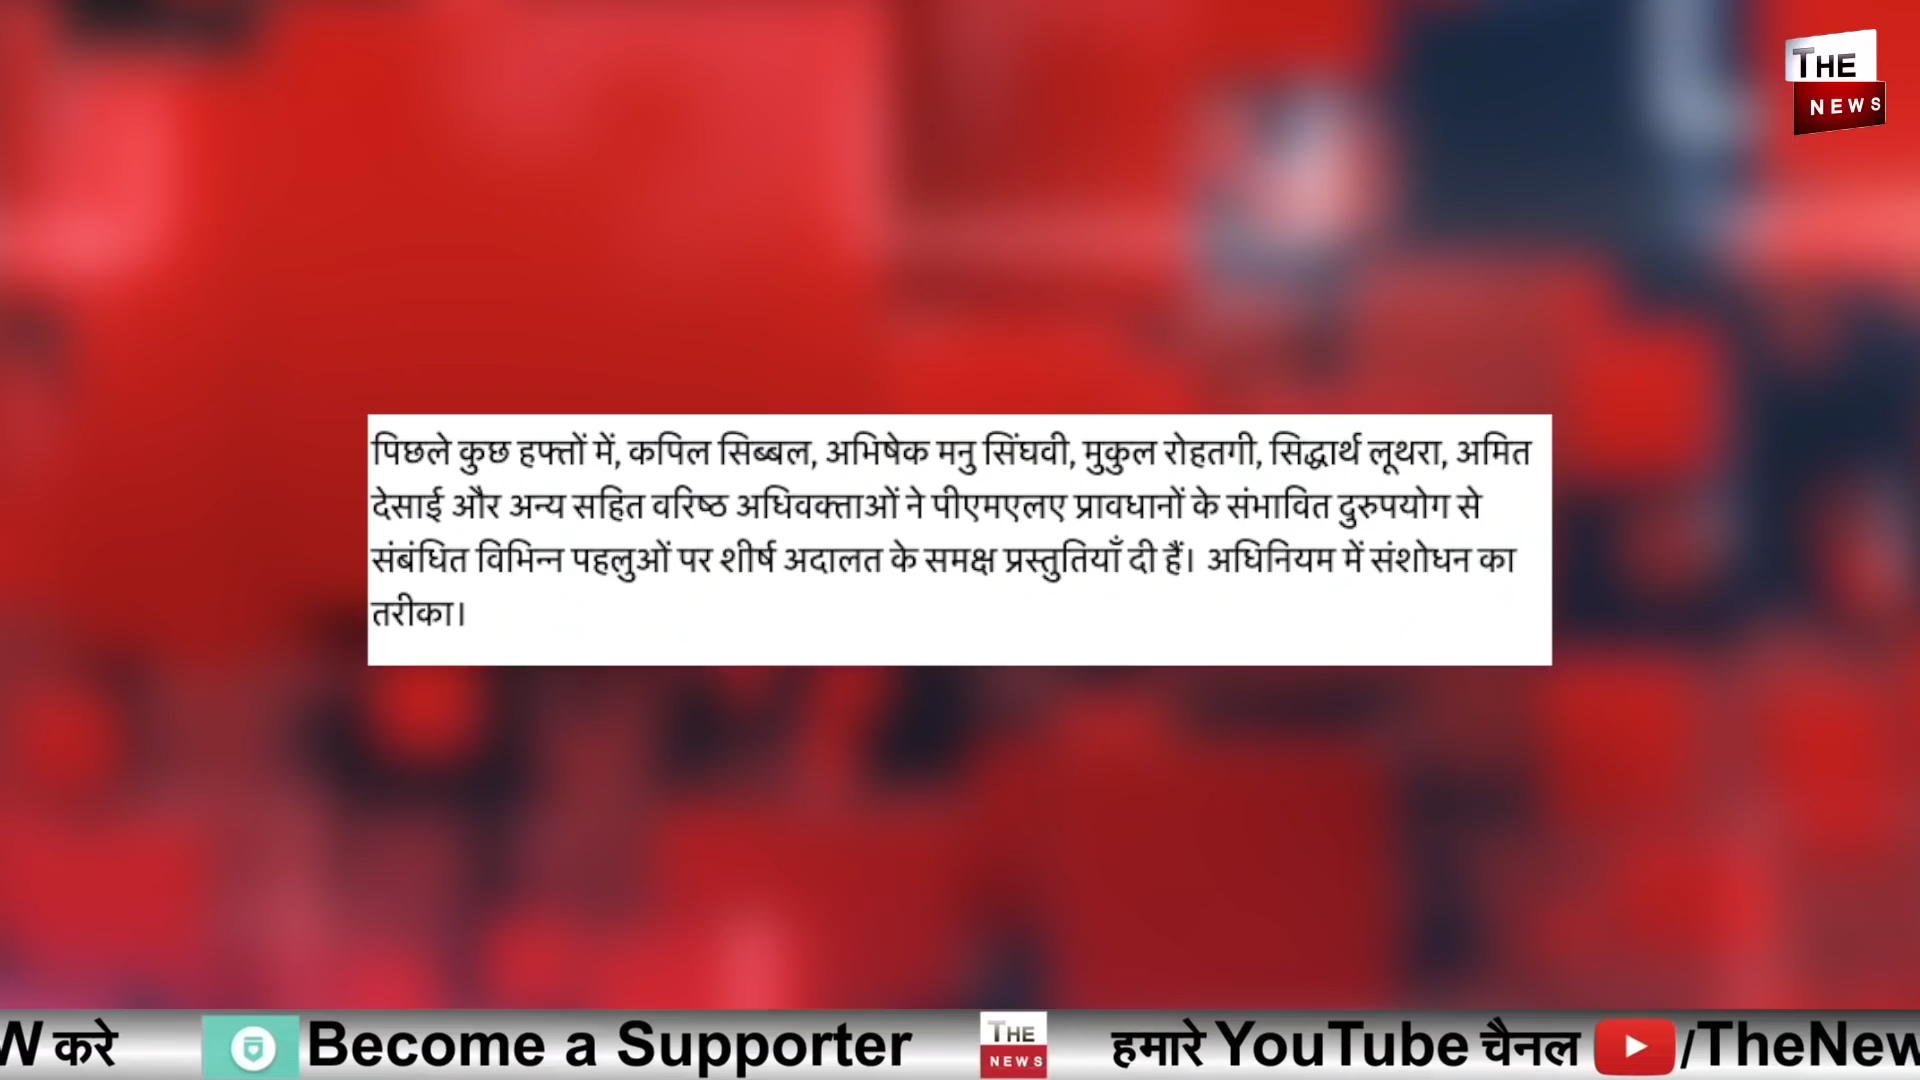 THE
NEWS
पिछले कुछ हफ्तों में, कपिल सिब्बल, अभिषेक मनु सिंघवी, मुकुल रोहतगी, सिद्धार्थ लूथरा, अमित
देसाई और अन्य सहित वरिष्ठ अधिवक्ताओं ने पीएमएलए प्रावधानों के संभावित दुरुपयोग से
संबंधित विभिन्न पहलुओं पर शीर्ष अदालत के समक्ष प्रस्तुतियाँ दी हैं। अधिनियम में संशोधन का
तरीका।
W करे Become a Supporter THE NEWS हमारे YouTube चैनल /TheNew